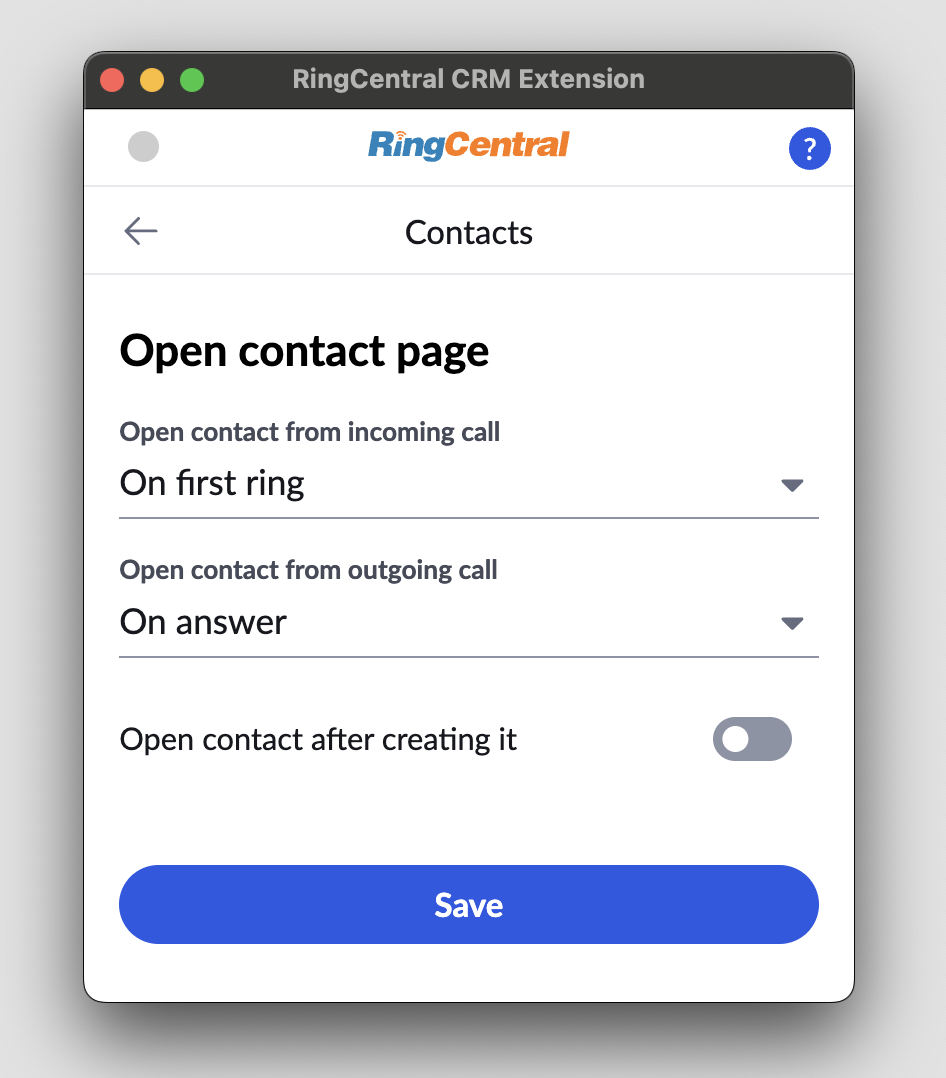 RingCentral CRM Extension
RingCentral
?
Contacts
Open contact page
Open contact from incoming call
On first ring
Open contact from outgoing call
On answer
Open contact after creating it
Save